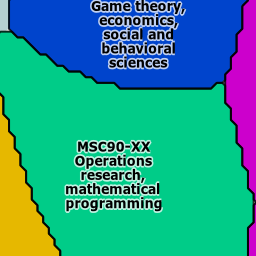 Game theory,
economics,
social and
behavioral
sciences
MSC90-XX
Operations
research,
mathematical
programming